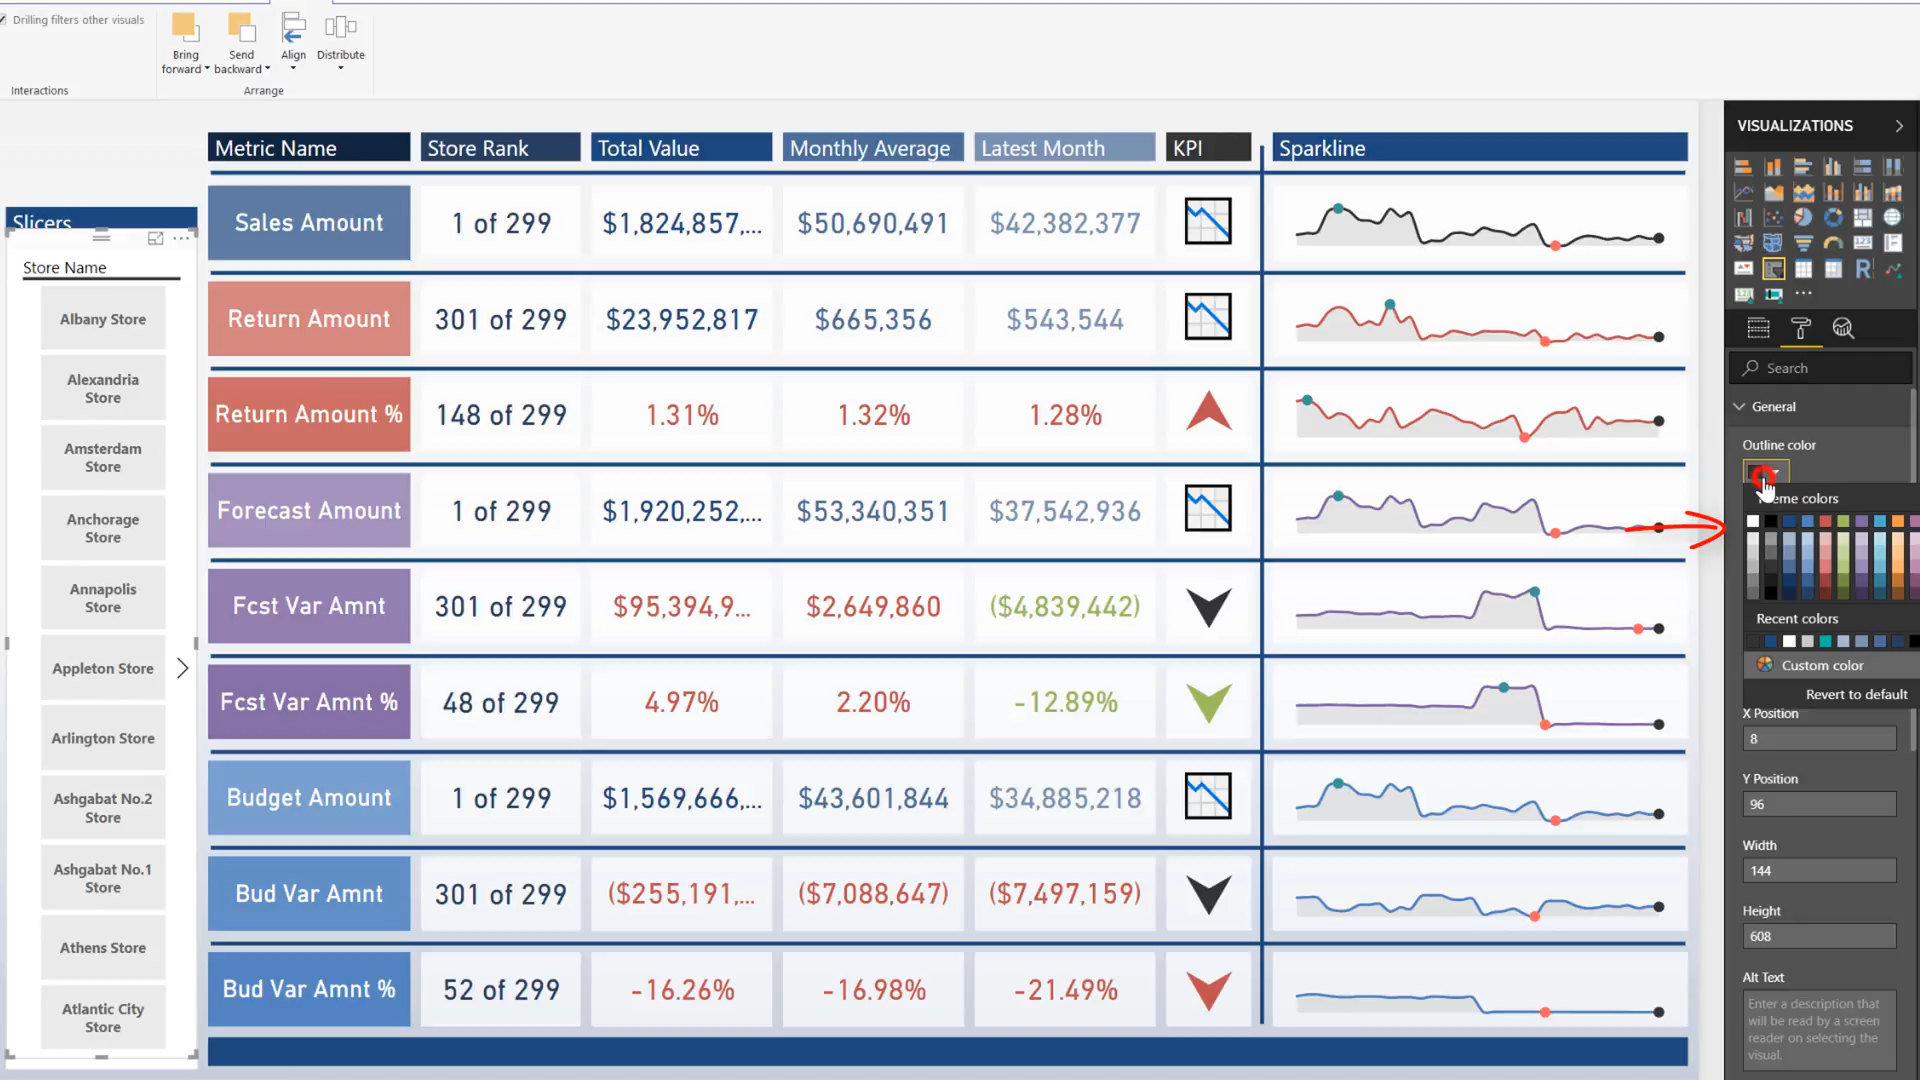 Drilling filters other visuals
Bring forward
Send backward
Align
Distribute
Interactions
Arrange
Slicers
Store Name
Albany Store
Alexandria
Store
Amsterdam
Store
Anchorage
Store
Annapolis
Store
Appleton Store
Arlington Store
Ashgabat No.2
Store
Ashgabat No.1
Store
Athens Store
Atlantic City
Store
Metric Name Store Rank Total Value Monthly Average Latest Month KPI Sparkline
Sales Amount 1 of 299 $1,824,857,... $50,690,491 $42,382,377
Return Amount 301 of 299 $23,952,817 $665,356 $543,544
Return Amount % 148 of 299 1.31% 1.32% 1.28%
Forecast Amount 1 of 299 $1,920,252,... $53,340,351 $37,542,936
Fcst Var Amnt 301 of 299 $95,394,9... $2,649,860 ($4,839,442)
Fcst Var Amnt % 48 of 299 4.97% 2.20% -12.89%
Budget Amount 1 of 299 $1,569,666,... $43,601,844 $34,885,218
Bud Var Amnt 301 of 299 ($255,191,... ($7,088,647) ($7,497,159)
Bud Var Amnt % 52 of 299 -16.26% -16.98% -21.49%
VISUALIZATIONS
Search
General
Outline color
colors
Recent colors
Custom color
Revert to default
X Position
8
Y Position
96
Width
144
Height
608
Alt Text
Enter a description that
will be read by a screen
reader on selecting the
visual.